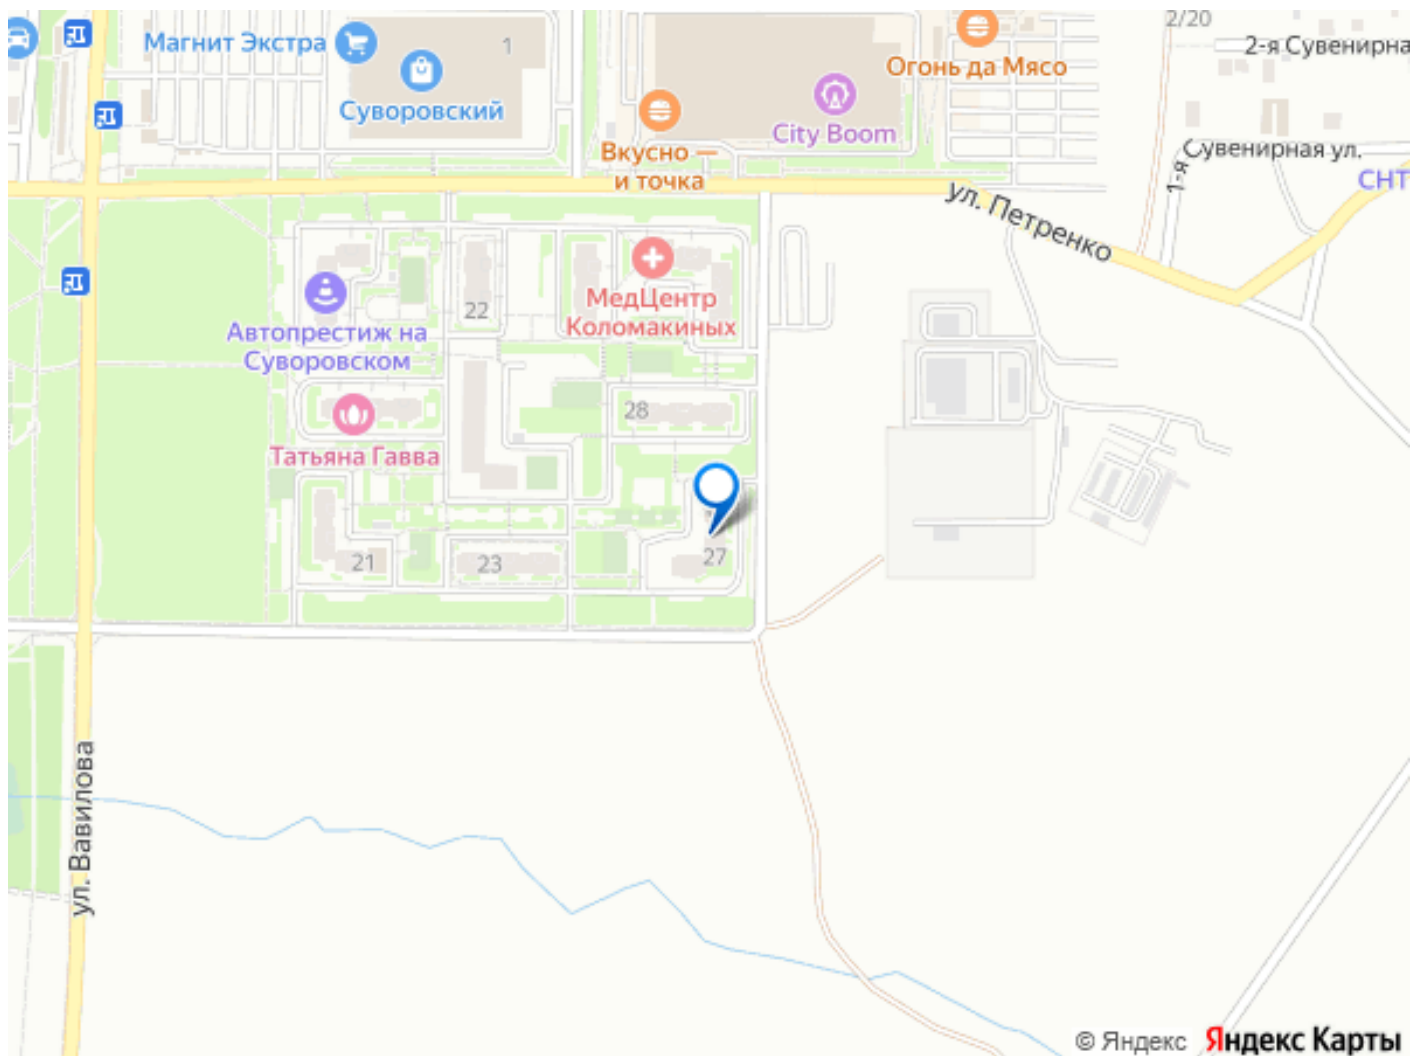 2/20
2-я Сувенирна
Магнит Экстра
1
Огонь да Мясо
Суворовский
City Boom
Вкусно —
и точка
1-я Сувенирная ул.
СНТ
ул. Петренко
МедЦентр
Коломакиных
22
Автопрестиж на
Суворовском
28
Татьяна Гавва
21
23
27
ул. Вавилова
© Яндекс Яндекс Карты